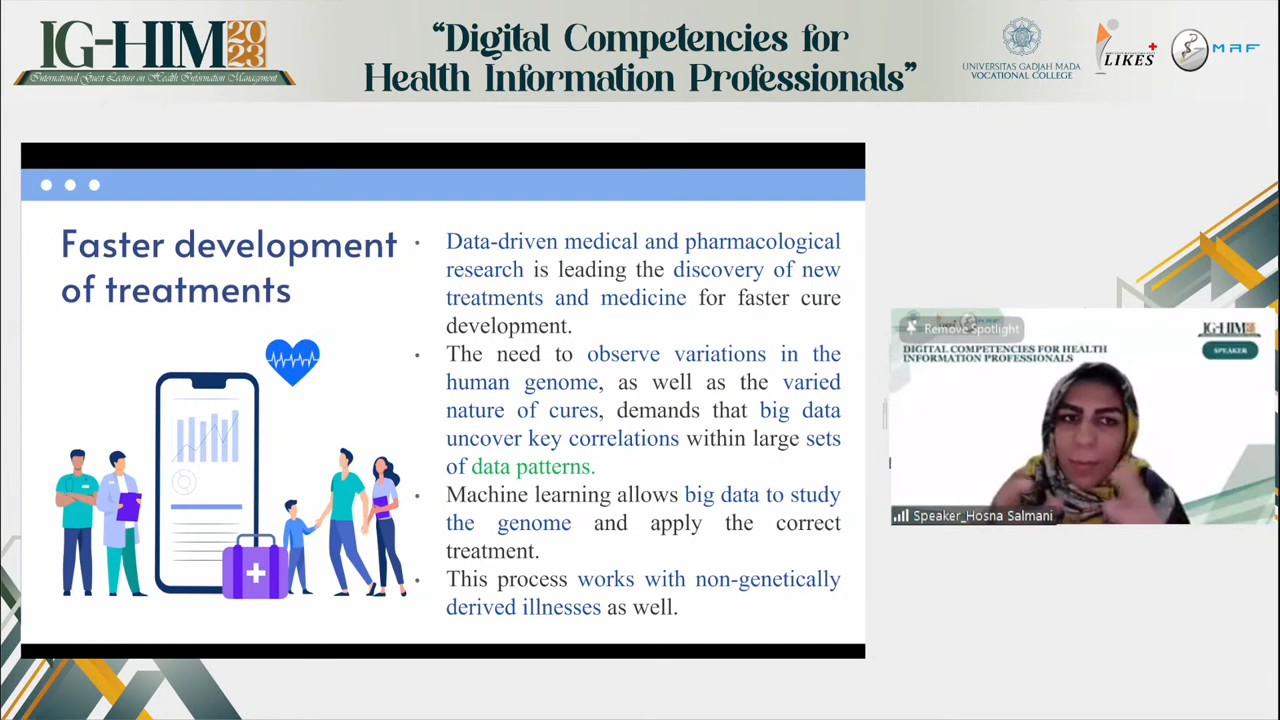 IG-HIM 2023
International Guest Lecture on Health Information Management
“Digital Competencies for
Health Information Professionals”
UNIVERSITAS GADJAH MADA
VOCATIONAL COLLEGE
LIKES
MAF
Faster development
of treatments
• Data-driven medical and pharmacological
research is leading the discovery of new
treatments and medicine for faster cure
development.
• The need to observe variations in the
human genome, as well as the varied
nature of cures, demands that big data
uncover key correlations within large sets
of data patterns.
• Machine learning allows big data to study
the genome and apply the correct
treatment.
• This process works with non-genetically
derived illnesses as well.
Remove Spotlight
IG-HIM
DIGITAL COMPETENCIES FOR HEALTH
INFORMATION PROFESSIONALS
SPEAKER
Speaker_Hosna Salmani